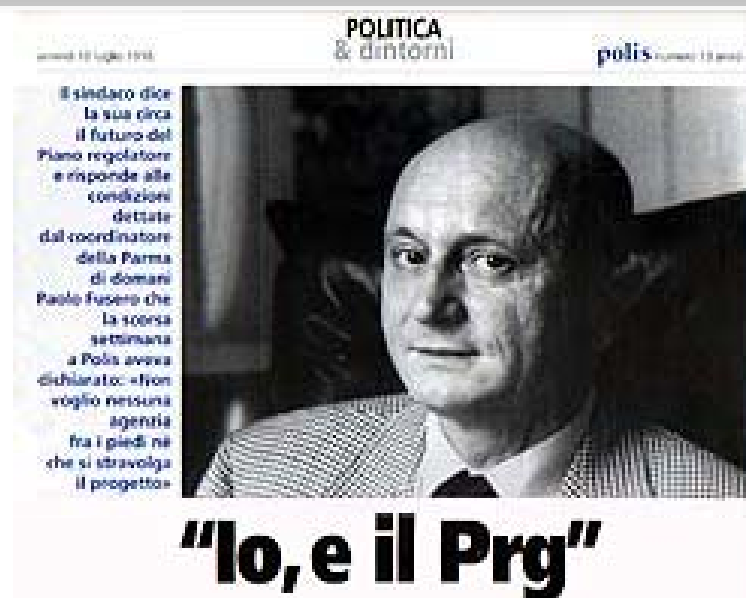 POLITICA
& dintorni
luglio
polis numero
Il sindaco dice
la sua circa
il futuro del
Piano regolatore
e risponde alle
condizioni
dettate
dal coordinatore
della Parma
di domani
Paolo Fusero che
la scorsa
settimana
a Polis aveva
dichiarato: «Non
voglio nessuna
agenzia
fra i piedi né
che si stravolga
il progetto»
“Io, e il Prg”